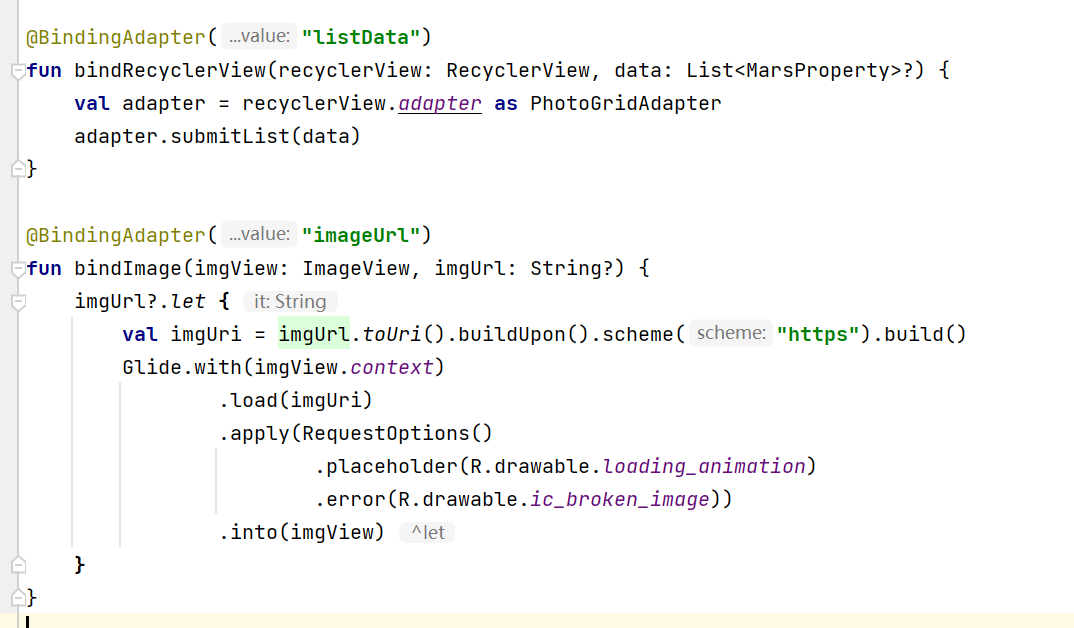 @BindingAdapter( ...value: "listData")
fun bindRecyclerView(recyclerView: RecyclerView, data: List<MarsProperty>?) {
    val adapter = recyclerView.adapter as PhotoGridAdapter
    adapter.submitList(data)
}
@BindingAdapter( ...value: "imageUrl")
fun bindImage(imgView: ImageView, imgUrl: String?) {
    imgUrl?.let { it: String
        val imgUri = imgUrl.toUri().buildUpon().scheme( scheme: "https").build()
        Glide.with(imgView.context)
                .load(imgUri)
                .apply(RequestOptions()
                        .placeholder(R.drawable.loading_animation)
                        .error(R.drawable.ic_broken_image))
                .into(imgView) ^let
    }
}